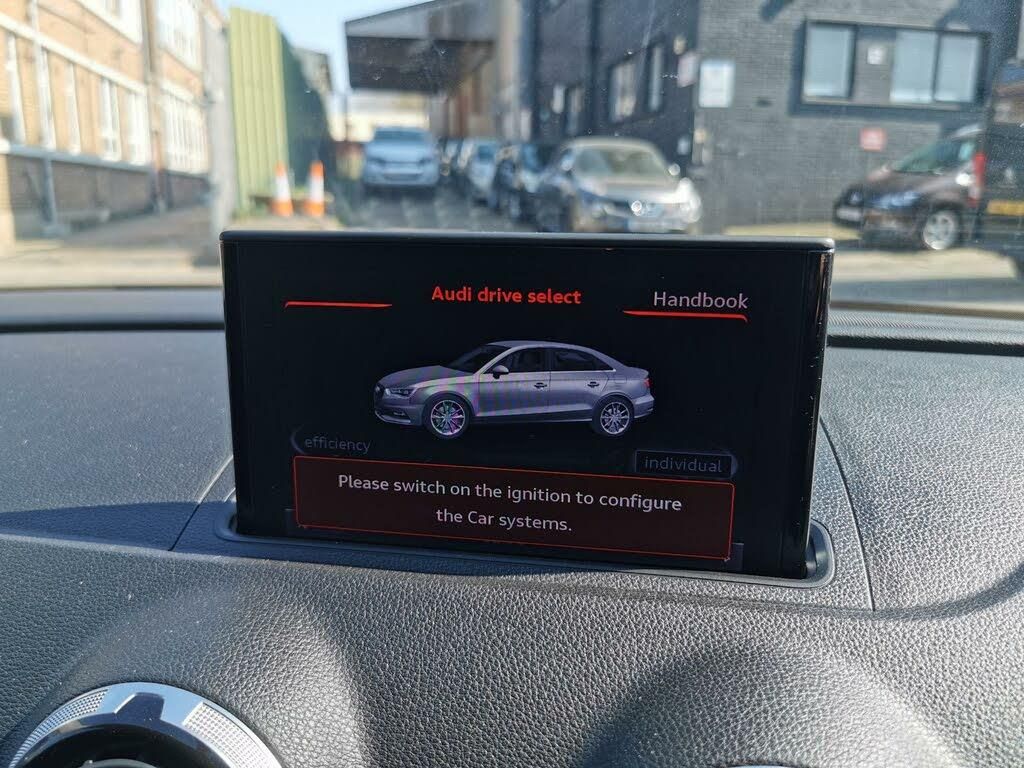 Audi drive select
Handbook
efficiency
individual
Please switch on the ignition to configure
the Car systems.